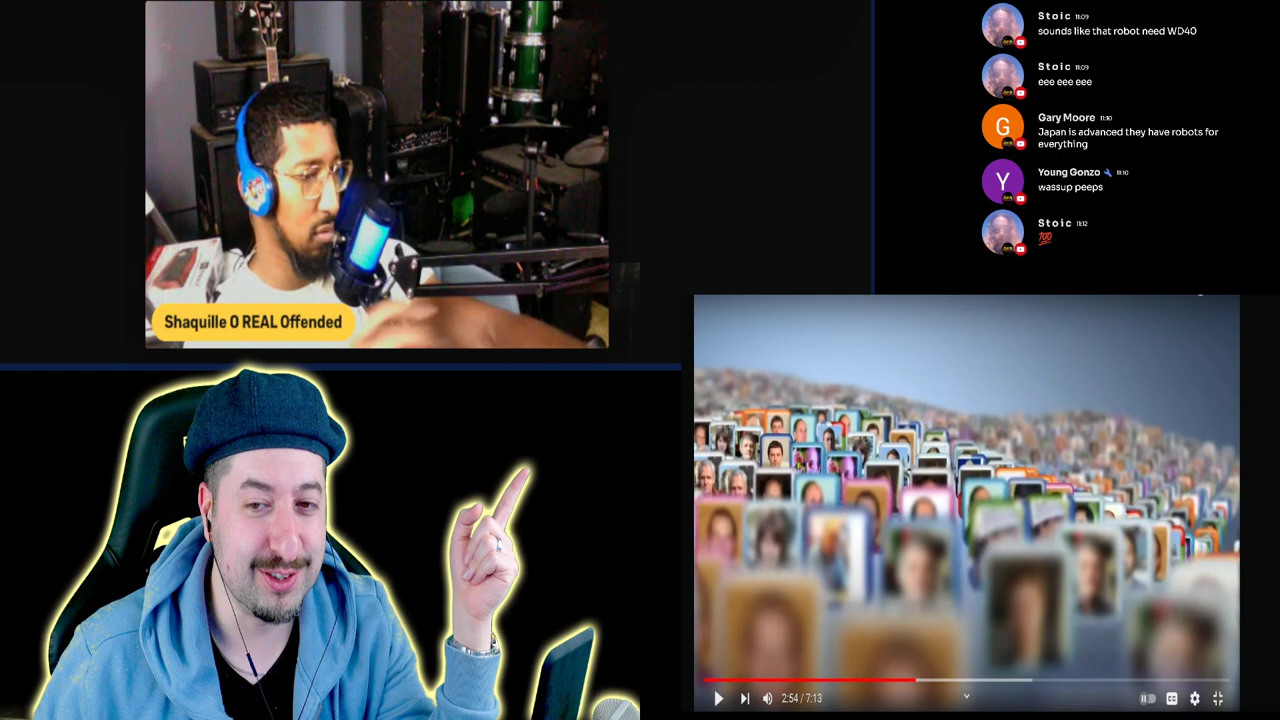 Stoic 11:09
sounds like that robot need WD40
Stoic 11:09
eee eee eee
G
Gary Moore 11:10
Japan is advanced they have robots for
everything
Y
Young Gonzo 11:10
wassup peeps
Stoic 11:12
💯
Shaquille O REAL Offended
2:54 / 7:13